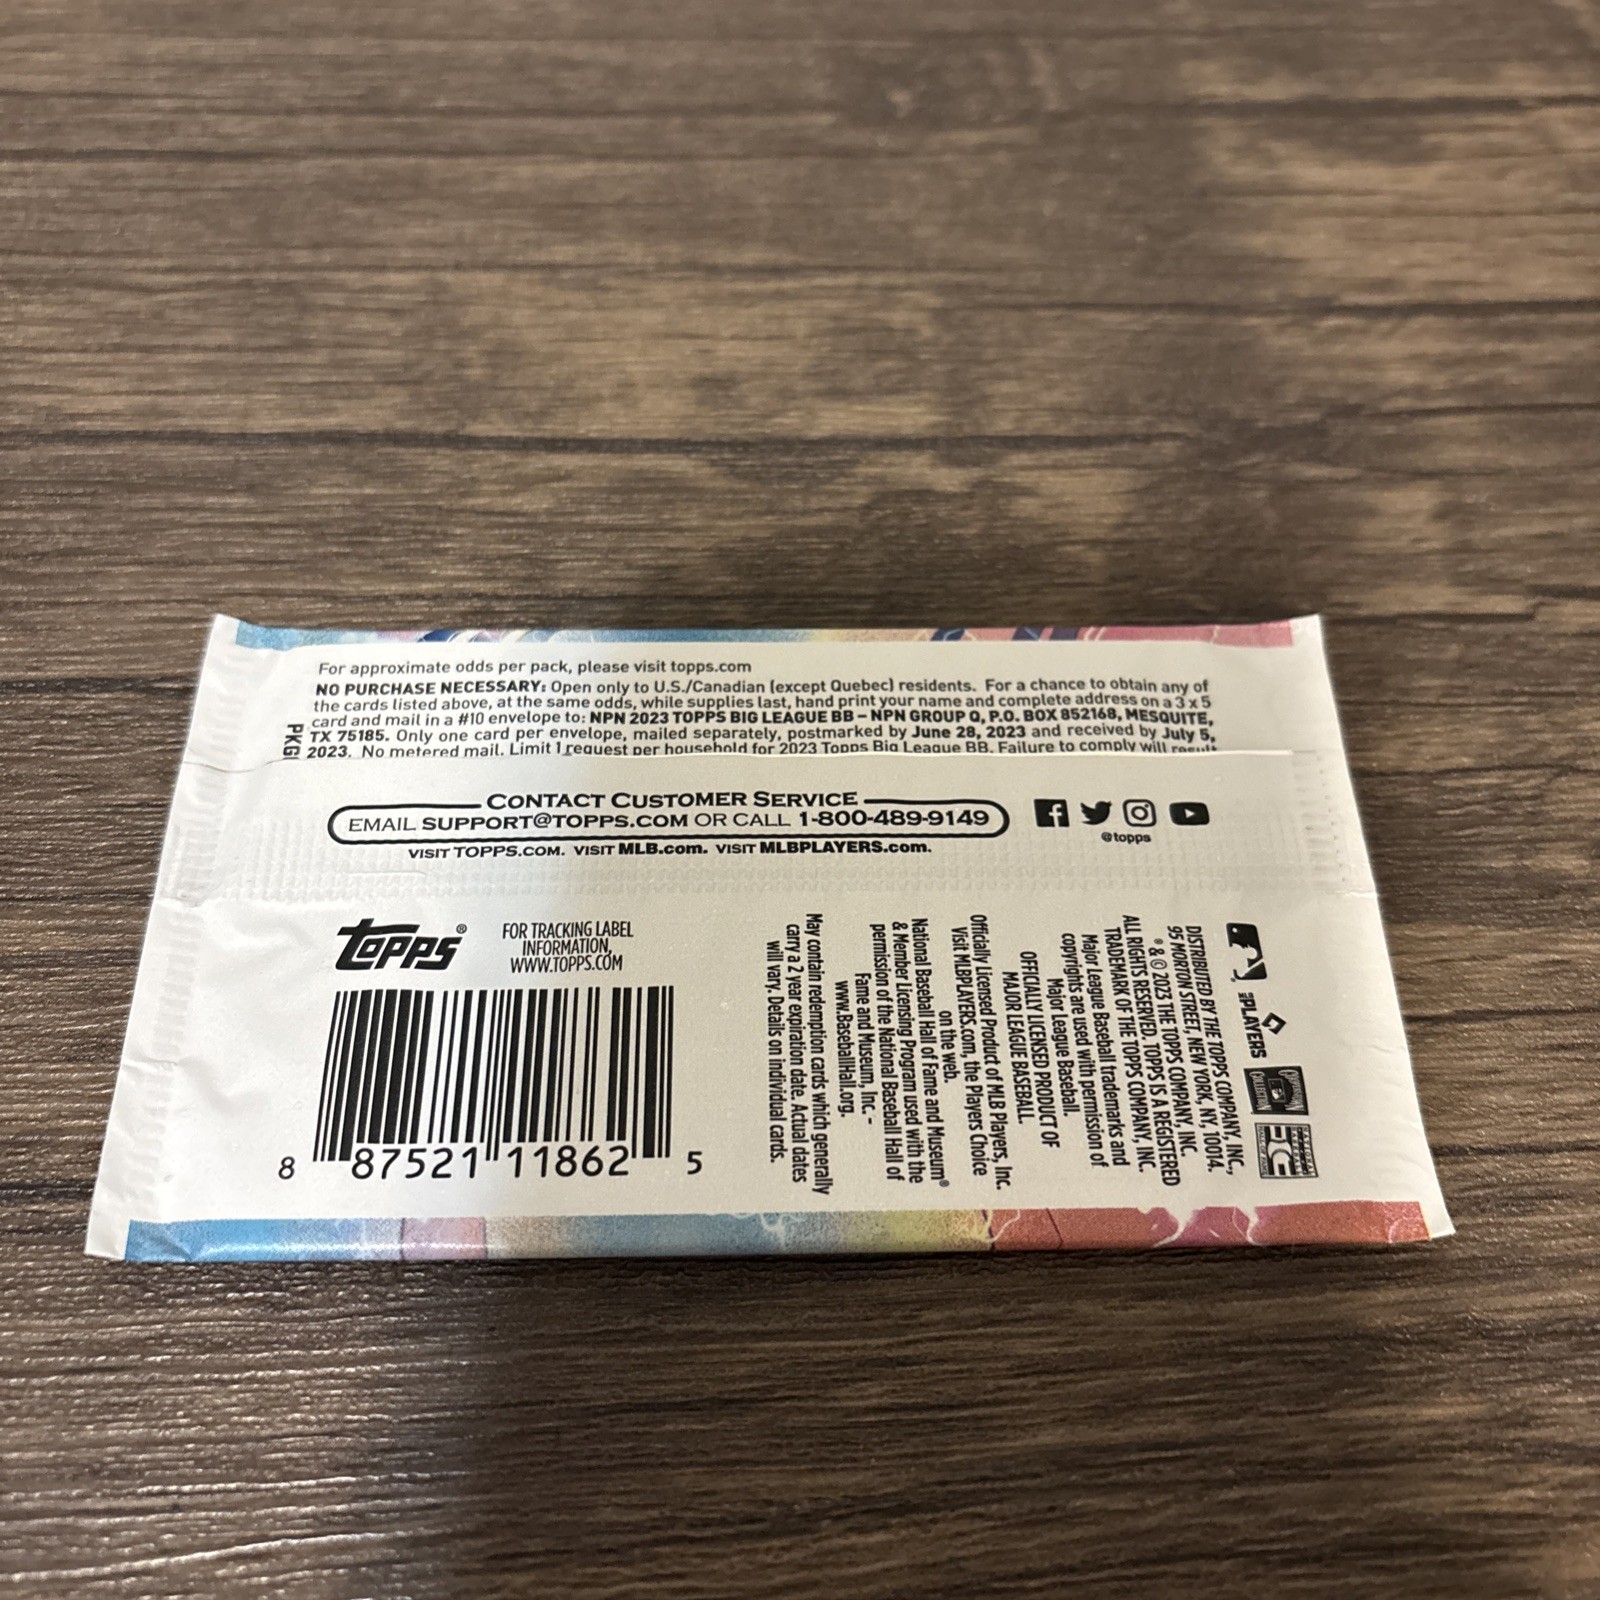 For approximate odds per pack, please visit topps.com
NO PURCHASE NECESSARY: Open only to U.S./Canadian (except Quebec) residents. For a chance to obtain any of
the cards listed above, at the same odds, while supplies last, hand print your name and complete address on a 3 x 5
card and mail in a #10 envelope to: NPN 2023 TOPPS BIG LEAGUE BB – NPN GROUP Q, P.O. BOX 852168, MESQUITE,
TX 75185. Only one card per envelope, mailed separately, postmarked by June 28, 2023 and received by July 5,
2023. No metered mail. Limit 1 request per household for 2023 Topps Big League BB. Failure to comply will result
CONTACT CUSTOMER SERVICE
EMAIL SUPPORT@TOPPS.COM OR CALL 1-800-489-9149
VISIT TOPPS.COM. VISIT MLB.com. VISIT MLBPLAYERS.com.
@topps
TOPPS®
FOR TRACKING LABEL
INFORMATION,
WWW.TOPPS.COM
8 87521 11862 5
PLAYERS
DISTRIBUTED BY THE TOPPS COMPANY, INC.,
95 MORTON STREET, NEW YORK, NY, 10014.
® & © 2023 THE TOPPS COMPANY, INC.
ALL RIGHTS RESERVED. TOPPS IS A REGISTERED
TRADEMARK OF THE TOPPS COMPANY, INC.
Major League Baseball trademarks and
copyrights are used with permission of
Major League Baseball.
OFFICIALLY LICENSED PRODUCT OF
MAJOR LEAGUE BASEBALL.
Officially Licensed Product of MLB Players, Inc.
Visit MLBPLAYERS.com, the Players Choice
on the web.
National Baseball Hall of Fame and Museum®
& Member Licensing Program used with the
permission of the National Baseball Hall of
Fame and Museum, Inc. -
www.BaseballHall.org.
May contain redemption cards which generally
carry a 2 year expiration date. Actual dates
will vary. Details on individual cards.